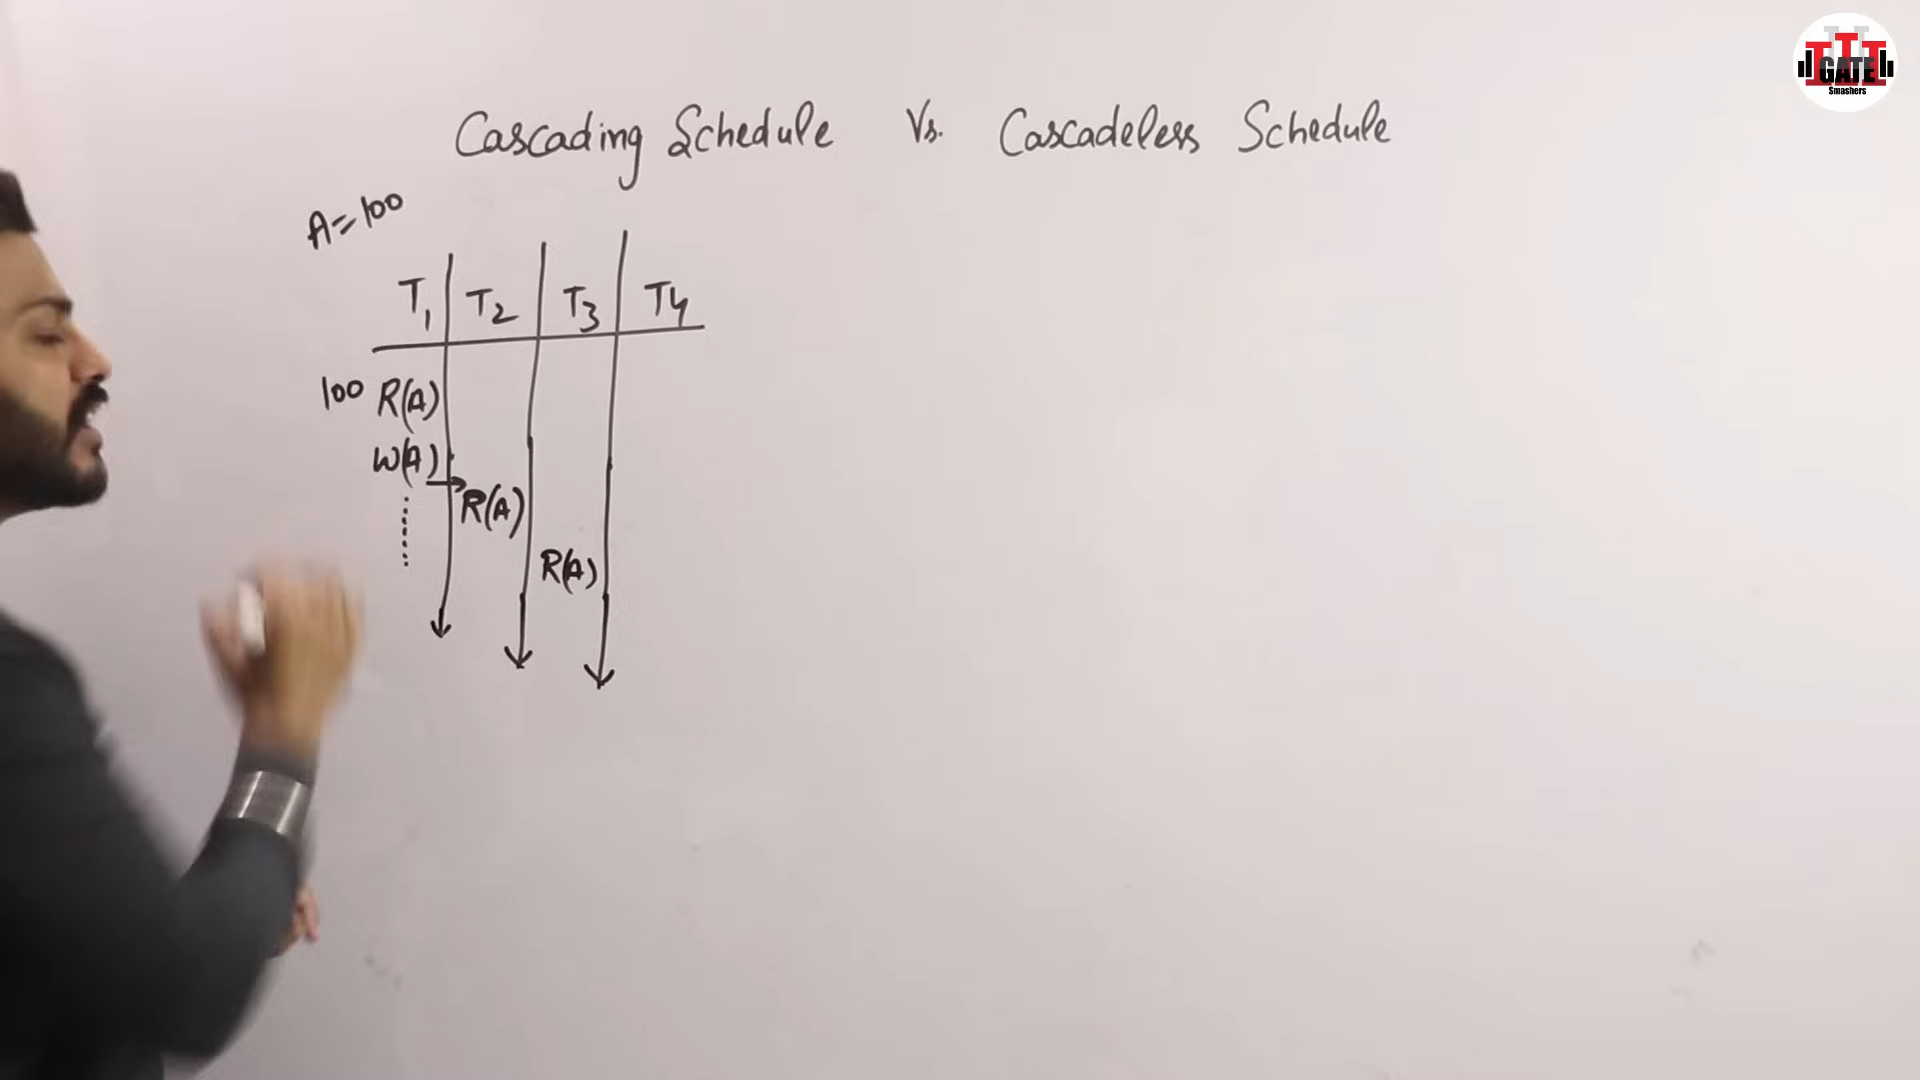 Cascading Schedule Vs. Cascadeless Schedule
A=100
T1 T2 T3 T4
100 R(A)
W(A)
R(A)
R(A)
GATE
Smashers